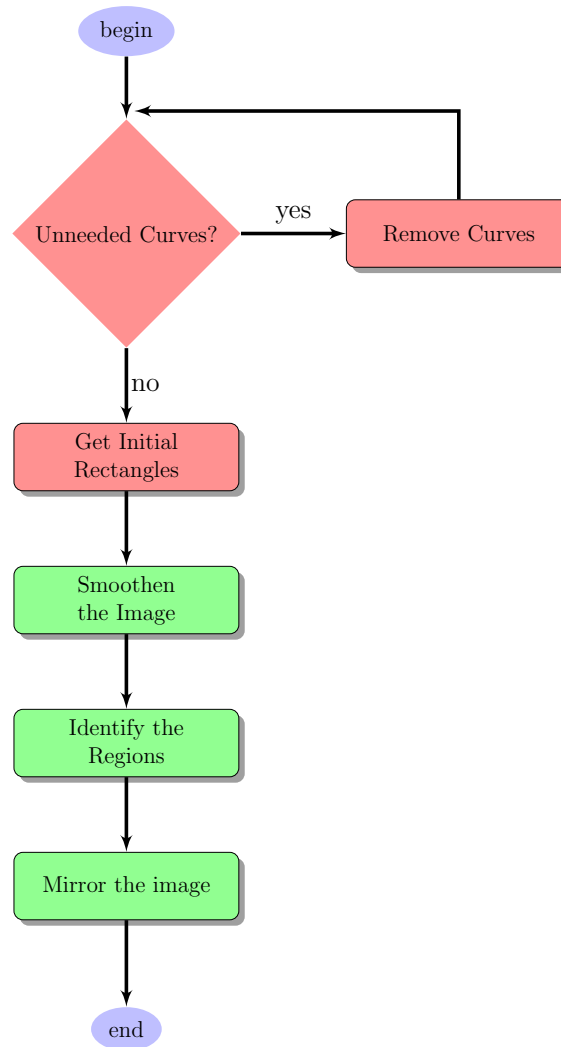 begin
Unneeded Curves?
yes
Remove Curves
no
Get Initial
Rectangles
Smoothen
the Image
Identify the
Regions
Mirror the image
end